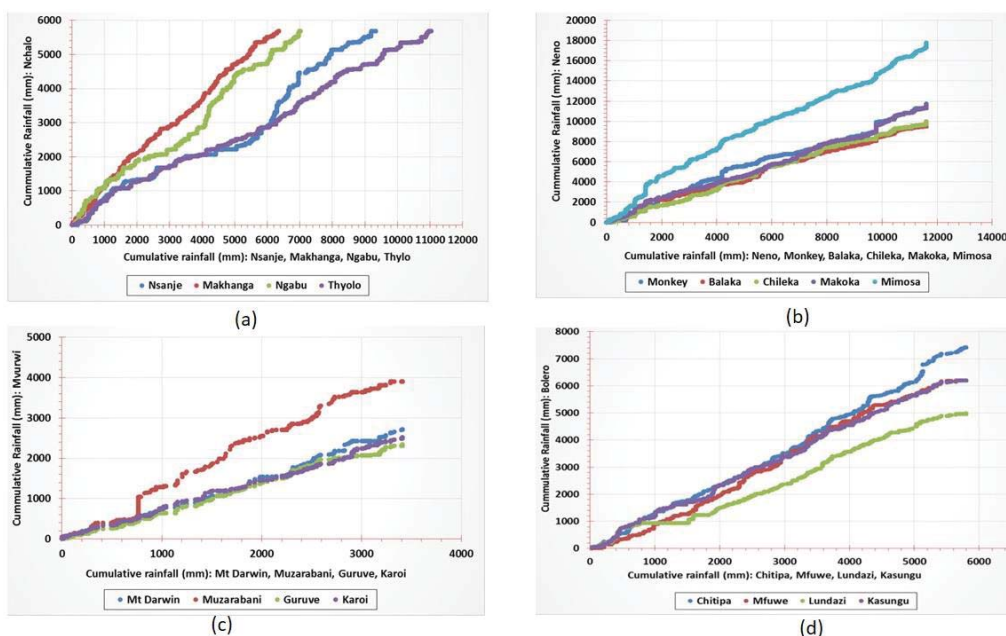 6000
5000
4000
3000
2000
1000
0
Cummulative Rainfall (mm): Nchalo
0 1000 2000 3000 4000 5000 6000 7000 8000 9000 10000 11000 12000
Cumulative rainfall (mm): Nsanje, Makhanga, Ngabu, Thylo
Nsanje Makhanga Ngabu Thyolo
(a)
20000
18000
16000
14000
12000
10000
8000
6000
4000
2000
0
Cummulative Rainfall (mm): Neno
0 2000 4000 6000 8000 10000 12000 14000
Cumulative rainfall (mm): Neno, Monkey, Balaka, Chileka, Makoka, Mimosa
Monkey Balaka Chileka Makoka Mimosa
(b)
5000
4000
3000
2000
1000
0
Cummulative Rainfall (mm): Mvurwi
0 1000 2000 3000 4000
Cumulative rainfall (mm): Mt Darwin, Muzarabani, Guruve, Karoi
Mt Darwin Muzarabani Guruve Karoi
(c)
8000
7000
6000
5000
4000
3000
2000
1000
0
Cummulative Rainfall (mm): Bolero
0 1000 2000 3000 4000 5000 6000
Cumulative rainfall (mm): Chitipa, Mfuwe, Lundazi, Kasungu
Chitipa Mfuwe Lundazi Kasungu
(d)